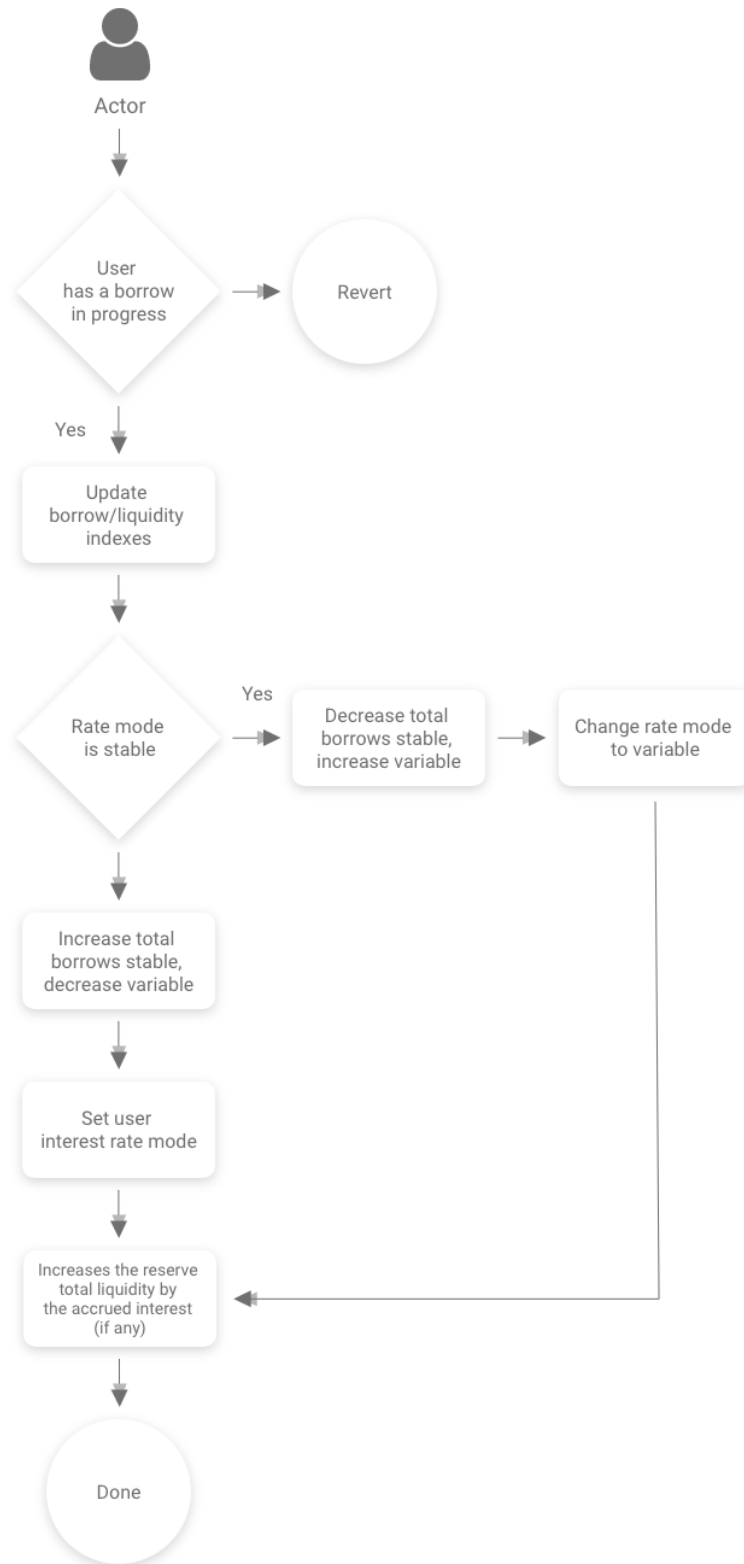 Actor
User
has a borrow
in progress
Revert
Yes
Update
borrow/liquidity
indexes
Rate mode
is stable
Yes
Decrease total
borrows stable,
increase variable
Change rate mode
to variable
Increase total
borrows stable,
decrease variable
Set user
interest rate mode
Increases the reserve
total liquidity by
the accrued interest
(if any)
Done